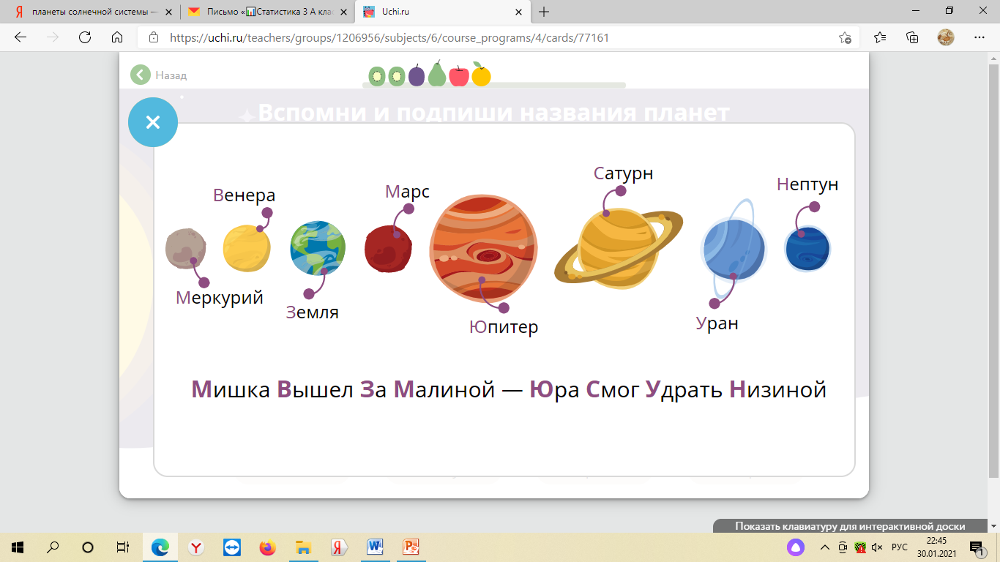 планеты солнечной системы —
Письмо «📊Статистика 3 А клас
Uchi.ru
https://uchi.ru/teachers/groups/1206956/subjects/6/course_programs/4/cards/77161
Назад
Вспомни и подпиши названия планет
Сатурн
Нептун
Марс
Венера
Меркурий
Земля
Юпитер
Уран
Мишка Вышел За Малиной — Юра Смог Удрать Низиной
Показать клавиатуру для интерактивной доски
22:45
РУС
30.01.2021
1